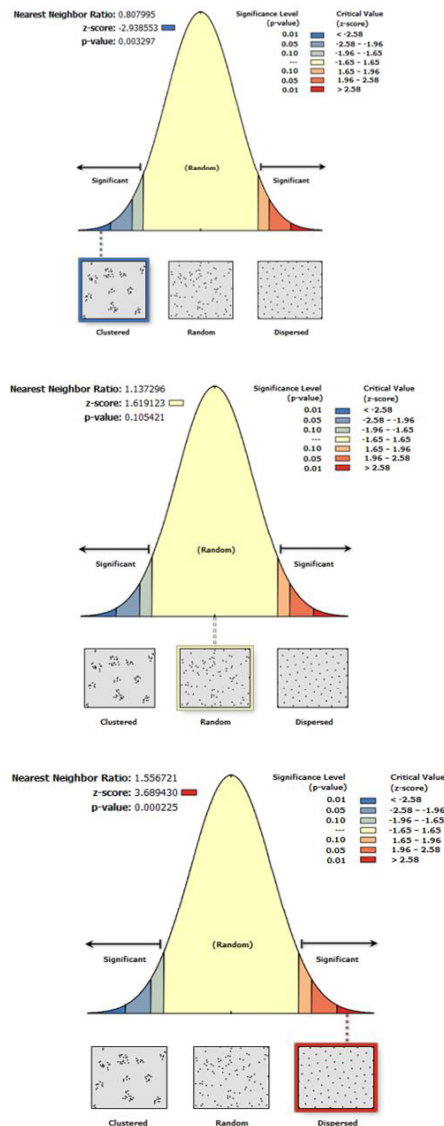 Nearest Neighbor Ratio: 0.807995
z-score: -2.938553
p-value: 0.003297
Significance Level
(p-value)
Critical Value
(z-score)
0.01 < -2.58
0.05 -2.58 - -1.96
0.10 -1.96 - -1.65
--- -1.65 - 1.65
0.10 1.65 - 1.96
0.05 1.96 - 2.58
0.01 > 2.58
(Random)
Significant
Significant
Clustered
Random
Dispersed
Nearest Neighbor Ratio: 1.137296
z-score: 1.619123
p-value: 0.105421
Significance Level
(p-value)
Critical Value
(z-score)
0.01 < -2.58
0.05 -2.58 - -1.96
0.10 -1.96 - -1.65
--- -1.65 - 1.65
0.10 1.65 - 1.96
0.05 1.96 - 2.58
0.01 > 2.58
(Random)
Significant
Significant
Clustered
Random
Dispersed
Nearest Neighbor Ratio: 1.556721
z-score: 3.689430
p-value: 0.000225
Significance Level
(p-value)
Critical Value
(z-score)
0.01 < -2.58
0.05 -2.58 - -1.96
0.10 -1.96 - -1.65
--- -1.65 - 1.65
0.10 1.65 - 1.96
0.05 1.96 - 2.58
0.01 > 2.58
(Random)
Significant
Significant
Clustered
Random
Dispersed